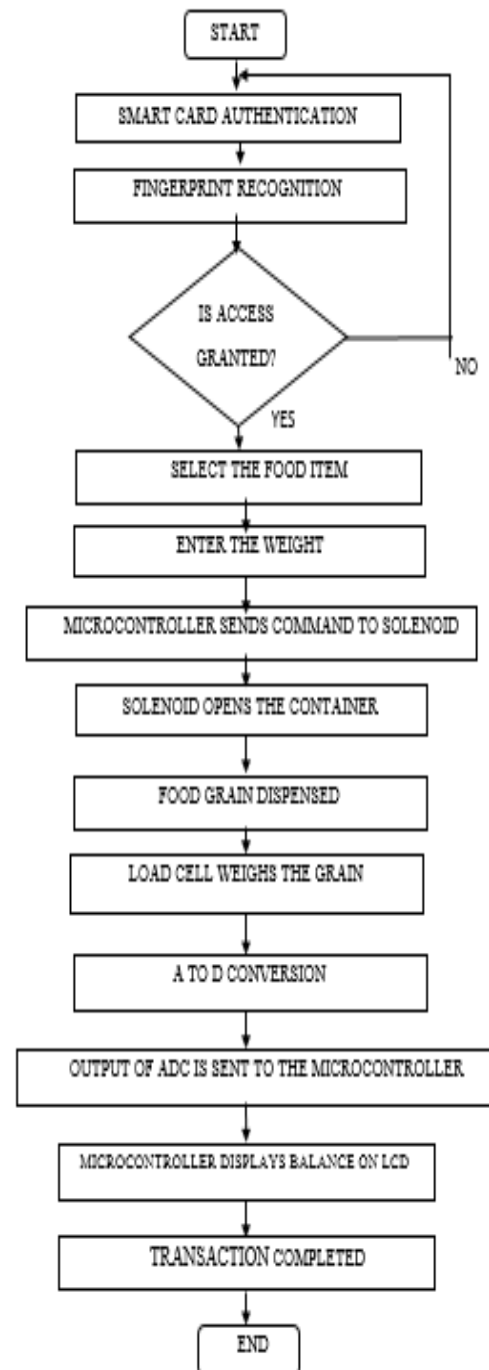 START
SMART CARD AUTHENTICATION
FINGERPRINT RECOGNITION
IS ACCESS
GRANTED?
NO
YES
SELECT THE FOOD ITEM
ENTER THE WEIGHT
MICROCONTROLLER SENDS COMMAND TO SOLENOID
SOLENOID OPENS THE CONTAINER
FOOD GRAIN DISPENSED
LOAD CELL WEIGHS THE GRAIN
A TO D CONVERSION
OUTPUT OF ADC IS SENT TO THE MICROCONTROLLER
MICROCONTROLLER DISPLAYS BALANCE ON LCD
TRANSACTION COMPLETED
END